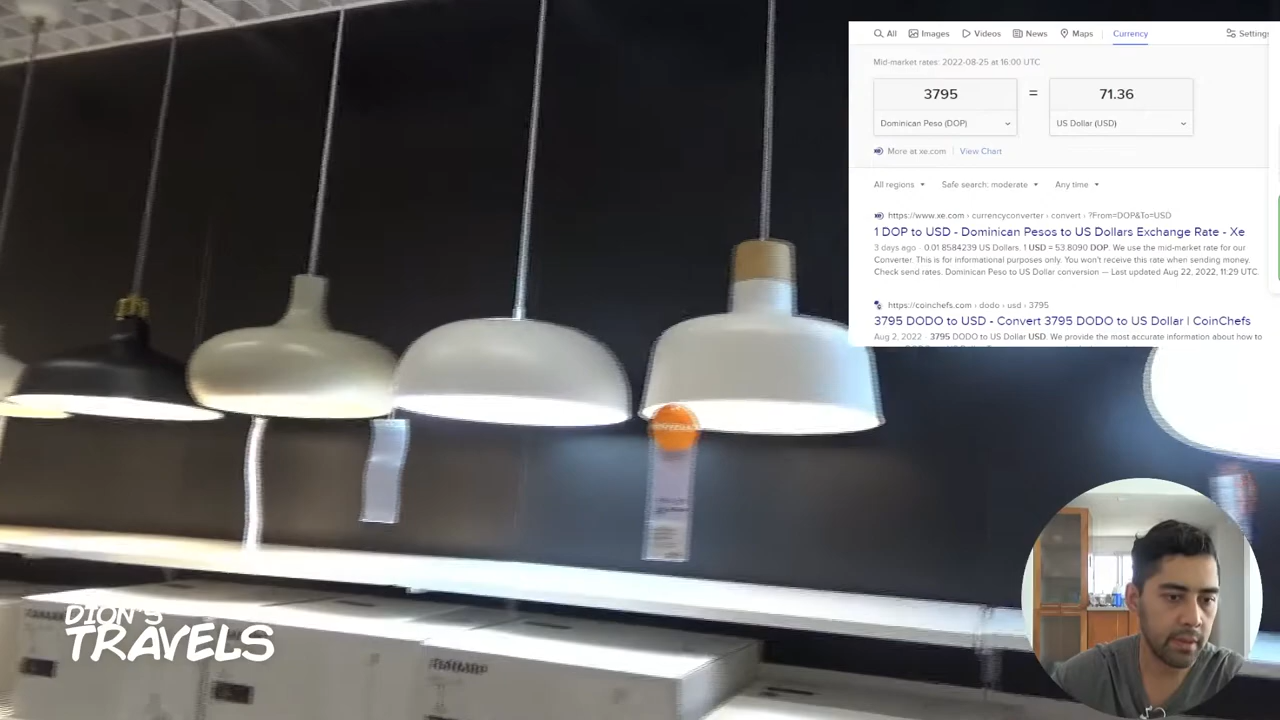 All Images Videos News Maps Currency Settings
Mid-market rates: 2022-08-25 at 16:00 UTC
3795 = 71.36
Dominican Peso (DOP) US Dollar (USD)
More at xe.com View Chart
All regions Safe search: moderate Any time
https://www.xe.com › currencyconverter › convert › ?From=DOP&To=USD
1 DOP to USD - Dominican Pesos to US Dollars Exchange Rate - Xe
3 days ago · 0.01 8584239 US Dollars. 1 USD = 53.8090 DOP. We use the mid-market rate for our
Converter. This is for informational purposes only. You won't receive this rate when sending money.
Check send rates. Dominican Peso to US Dollar conversion — Last updated Aug 22, 2022, 11:29 UTC.
https://coinchefs.com › dodo › usd › 3795
3795 DODO to USD - Convert 3795 DODO to US Dollar | CoinChefs
Aug 2, 2022 · 3795 DODO to US Dollar USD. We provide the most accurate information about how to
DION'S
TRAVELS